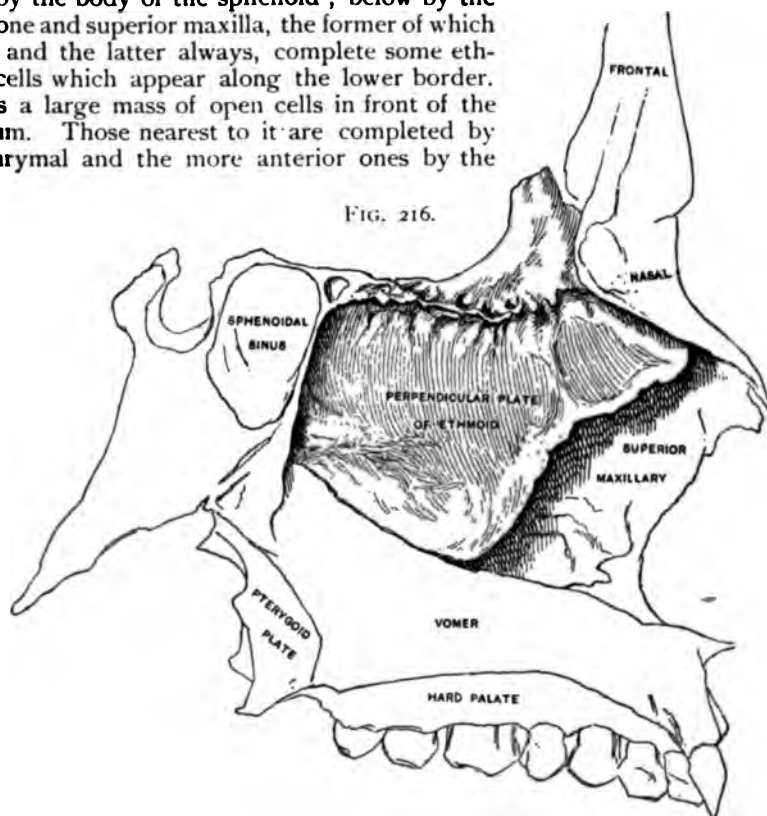 by the body of the sphenoid; below by the
one and superior maxilla, the former of which
and the latter always, complete some eth-
cells which appear along the lower border.
s a large mass of open cells in front of the
um. Those nearest to it are completed by
rymal and the more anterior ones by the
FIG. 216.
FRONTAL
NASAL
SPHENOIDAL
SINUS
PERPENDICULAR PLATE
OF ETHMOID
SUPERIOR
MAXILLARY
PTERYGOID
PLATE
VOMER
HARD PALATE